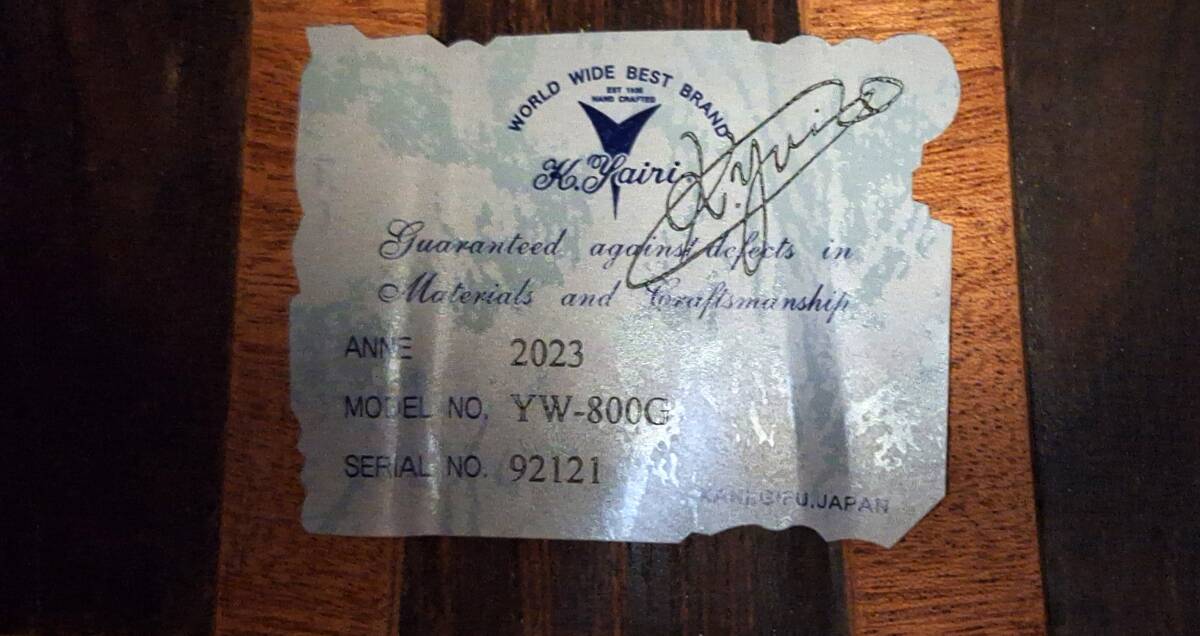 WORLD WIDE BEST BRAND
EST 1935
HAND CRAFTED
K.Yairi
K.Yairi
Guaranteed against defects in
Materials and Craftsmanship
ANNE 2023
MODEL NO. YW-800G
SERIAL NO. 92121
KANI.GIFU.JAPAN